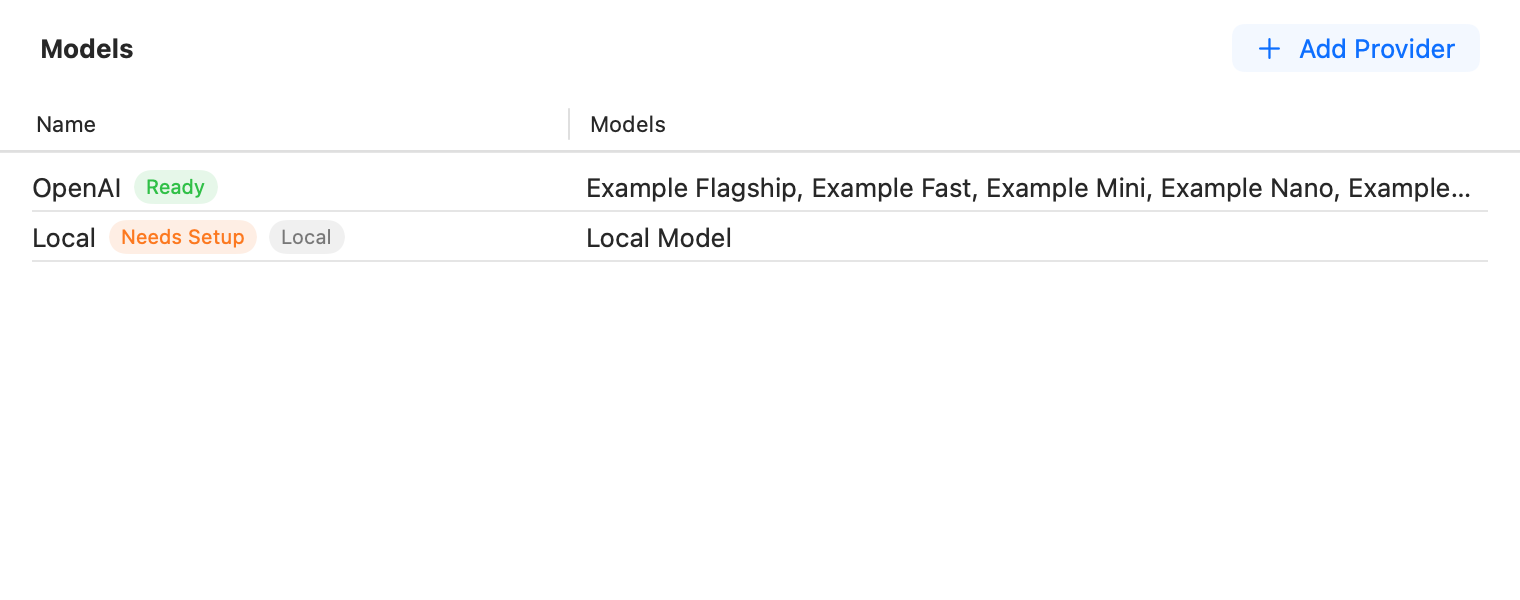 Models
+ Add Provider
Name Models
OpenAI Ready Example Flagship, Example Fast, Example Mini, Example Nano, Example...
Local Needs Setup Local Local Model